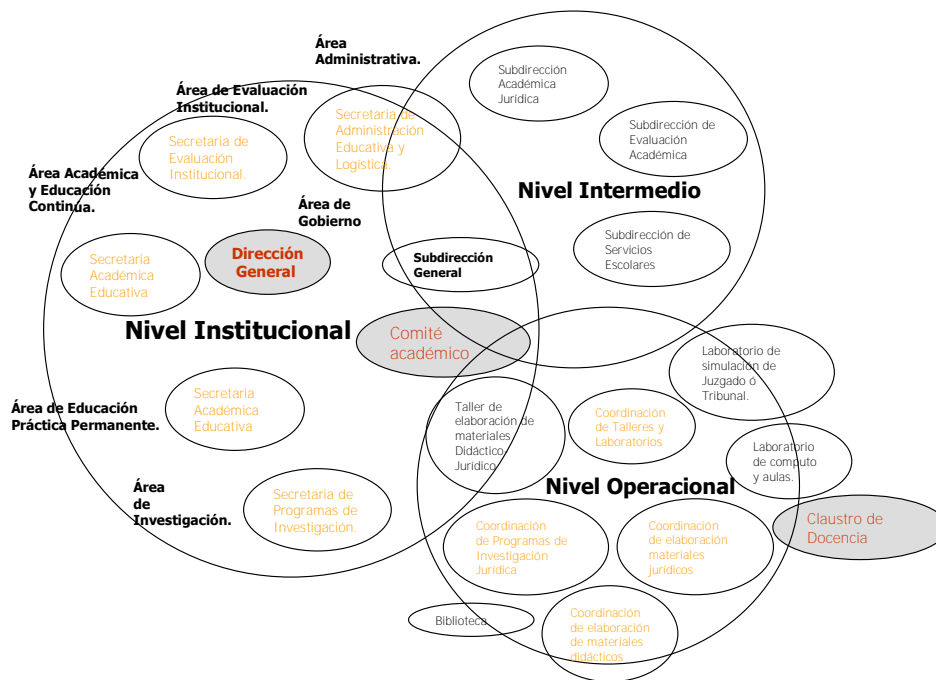 Área
Administrativa.
Subdirección
Académica
Jurídica
Área de Evaluación
Institucional.
Secretaria de
Administración
Educativa y
Logística.
Secretaria de
Evaluación
Institucional.
Subdirección de
Evaluación
Académica
Área Académica
y Educación
Continua.
Nivel Intermedio
Área de
Gobierno
Subdirección de
Servicios
Escolares
Dirección
General
Subdirección
General
Secretaria
Académica
Educativa
Nivel Institucional
Comité
académico
Laboratorio de
simulación de
Juzgado ó
Tribunal.
Secretaria
Académica
Educativa
Área de Educación
Práctica Permanente.
Taller de
elaboración de
materiales
Didáctico-
Jurídico
Coordinación
de Talleres y
Laboratorios
Laboratorio
de computo
y aulas.
Nivel Operacional
Área
de
Investigación.
Secretaria de
Programas de
Investigación.
Claustro de
Docencia
Coordinación
de Programas de
Investigación
Jurídica
Coordinación
de elaboración
materiales
jurídicos
Biblioteca
Coordinación
de elaboración
de materiales
didácticos